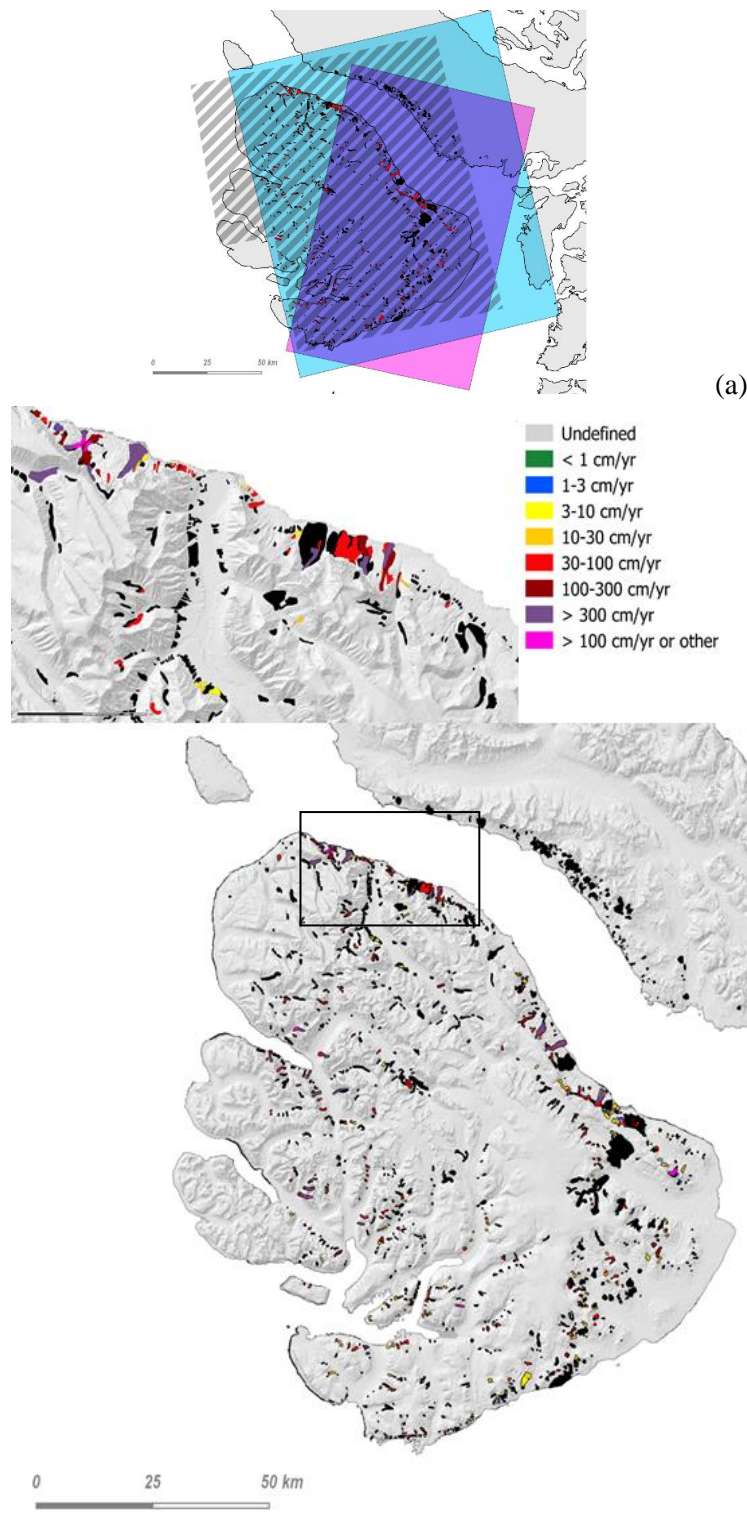 0 25 50 km
(a)
Undefined
< 1 cm/yr
1-3 cm/yr
3-10 cm/yr
10-30 cm/yr
30-100 cm/yr
100-300 cm/yr
> 300 cm/yr
> 100 cm/yr or other
0 25 50 km